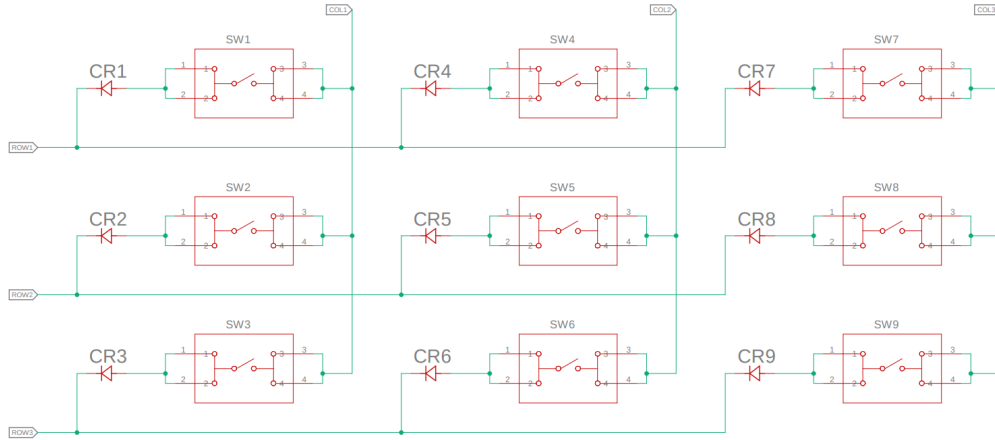 COL1 COL2 COL3
SW1 SW4 SW7
CR1 1 1 3 3 CR4 1 1 3 3 CR7 1 1 3 3
2 2 4 4 2 2 4 4 2 2 4 4
ROW1
SW2 SW5 SW8
CR2 1 1 3 3 CR5 1 1 3 3 CR8 1 1 3 3
2 2 4 4 2 2 4 4 2 2 4 4
ROW2
SW3 SW6 SW9
CR3 1 1 3 3 CR6 1 1 3 3 CR9 1 1 3 3
2 2 4 4 2 2 4 4 2 2 4 4
ROW3